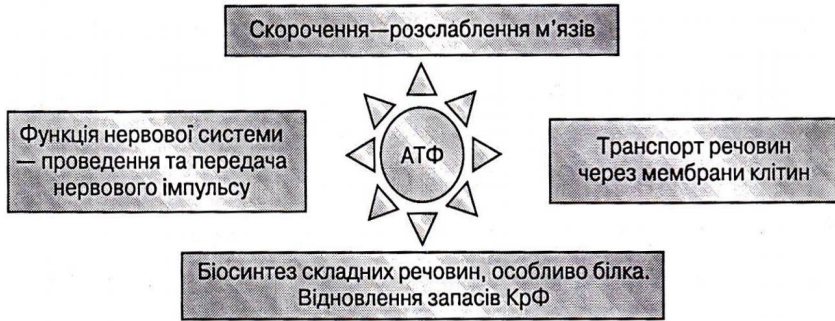 Скорочення—розслаблення м’язів
Функція нервової системи
— проведення та передача
нервового імпульсу
АТФ
Транспорт речовин
через мембрани клітин
Біосинтез складних речовин, особливо білка.
Відновлення запасів КрФ